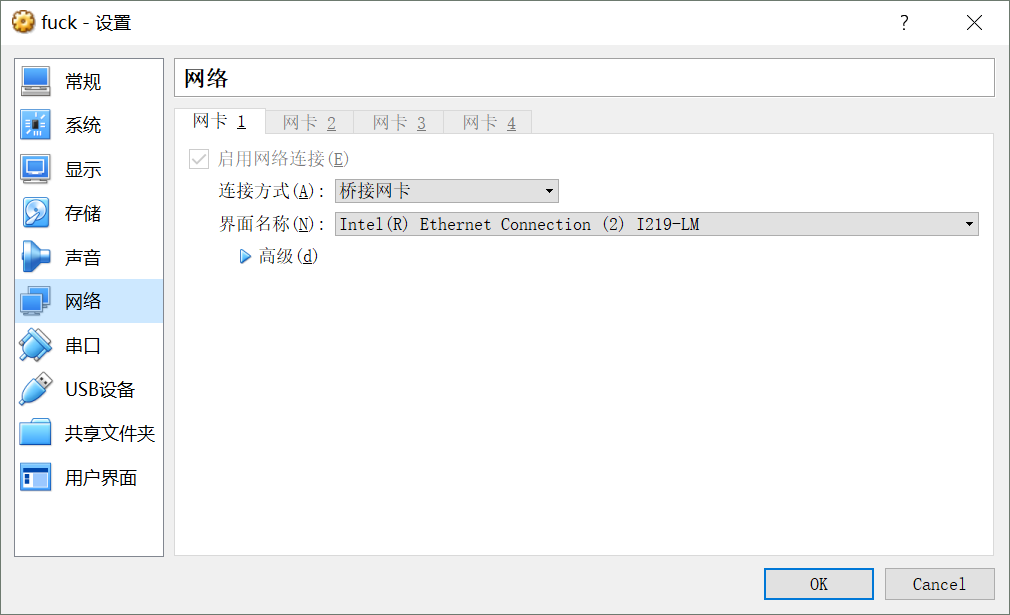 fuck - 设置
?
常规
系统
显示
存储
声音
网络
串口
USB设备
共享文件夹
用户界面
网络
网卡 1 网卡 2 网卡 3 网卡 4
启用网络连接(E)
连接方式(A): 桥接网卡
界面名称(N): Intel(R) Ethernet Connection (2) I219-LM
高级(d)
OK Cancel